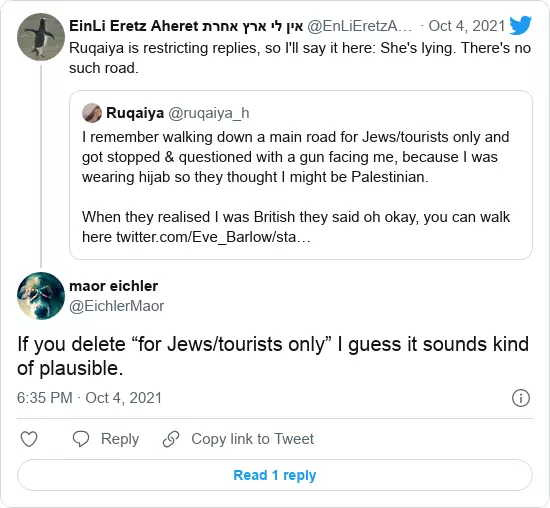 EinLi Eretz Aheret אין לי ארץ אחרת @EnLiEretzA... · Oct 4, 2021
Ruqaiya is restricting replies, so I'll say it here: She's lying. There's no
such road.
Ruqaiya @ruqaiya_h
I remember walking down a main road for Jews/tourists only and
got stopped & questioned with a gun facing me, because I was
wearing hijab so they thought I might be Palestinian.
When they realised I was British they said oh okay, you can walk
here twitter.com/Eve_Barlow/sta…
maor eichler
@EichlerMaor
If you delete “for Jews/tourists only” I guess it sounds kind
of plausible.
6:35 PM · Oct 4, 2021
Reply
Copy link to Tweet
Read 1 reply